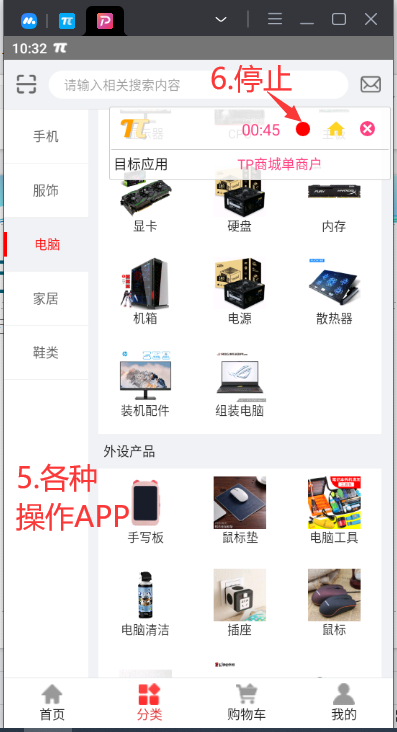 10:32
请输入相关搜索内容
6.停止
手机
服饰
电脑
家居
鞋类
00:45
目标应用
TP商城单商户
显卡
硬盘
内存
机箱
电源
散热器
装机配件
组装电脑
外设产品
5.各种
操作APP
手写板
鼠标垫
电脑工具
电脑清洁
插座
鼠标
首页
分类
购物车
我的